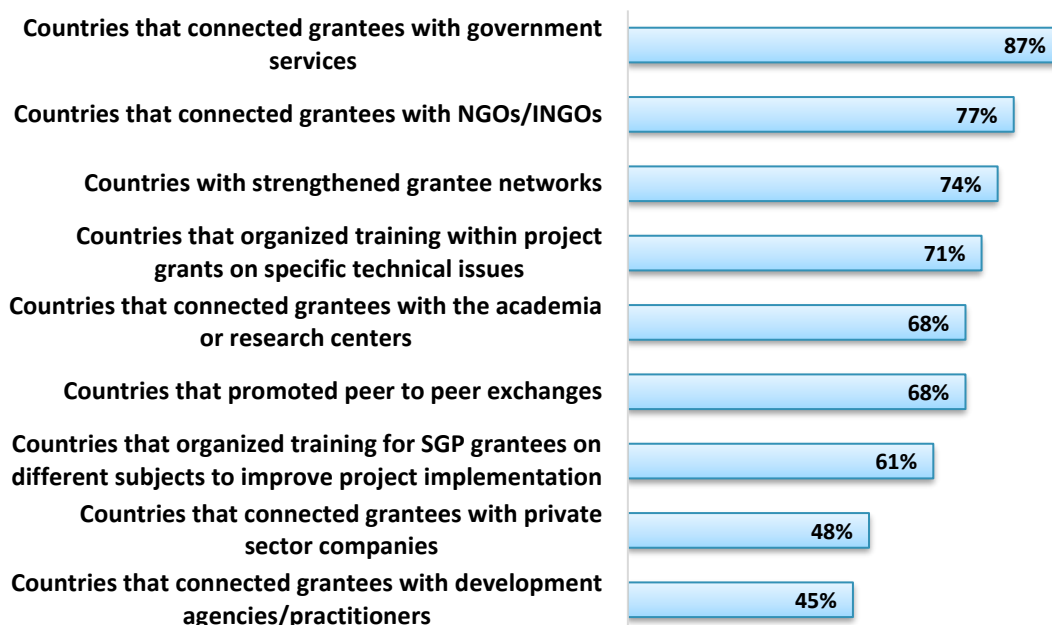 Countries that connected grantees with government
services
87%
Countries that connected grantees with NGOs/INGOs
77%
Countries with strengthened grantee networks
74%
Countries that organized training within project
grants on specific technical issues
71%
Countries that connected grantees with the academia
or research centers
68%
Countries that promoted peer to peer exchanges
68%
Countries that organized training for SGP grantees on
different subjects to improve project implementation
61%
Countries that connected grantees with private
sector companies
48%
Countries that connected grantees with development
agencies/practitioners
45%